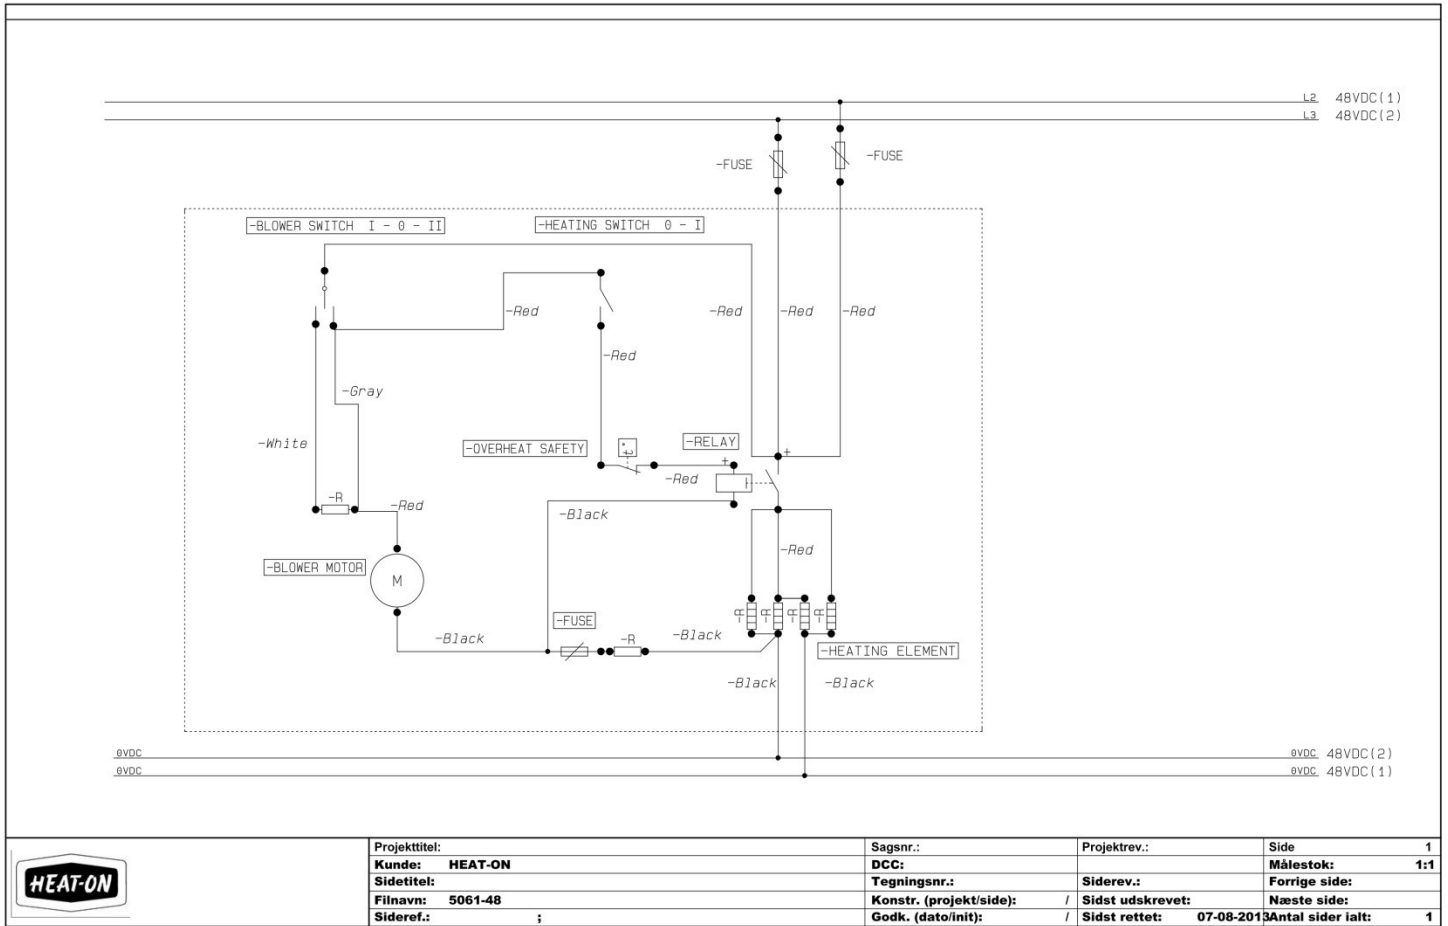 L2 48VDC(1)
L3 48VDC(2)
-FUSE
-FUSE
-BLOWER SWITCH I - 0 - II
-HEATING SWITCH 0 - I
-Red
-Red
-Red
-Red
-Red
-Gray
-White
-OVERHEAT SAFETY
t°
-RELAY
+
+
-Red
-R
-Red
-Black
-Red
-BLOWER MOTOR
M
-FUSE
-R
-R
-R
-R
-Black
-R
-Black
-HEATING ELEMENT
-Black
-Black
0VDC
0VDC 48VDC(2)
0VDC
0VDC 48VDC(1)
HEAT-ON
Projekttitel:
Kunde: HEAT-ON
Sidetitel:
Filnavn: 5061-48
Sideref.: ;
Sagsnr.:
DCC:
Tegningsnr.:
Konstr. (projekt/side): /
Godk. (dato/init): /
Projektrev.:
Siderev.:
Sidst udskrevet:
Sidst rettet: 07-08-2013
Side 1
Målestok: 1:1
Forrige side:
Næste side:
Antal sider ialt: 1